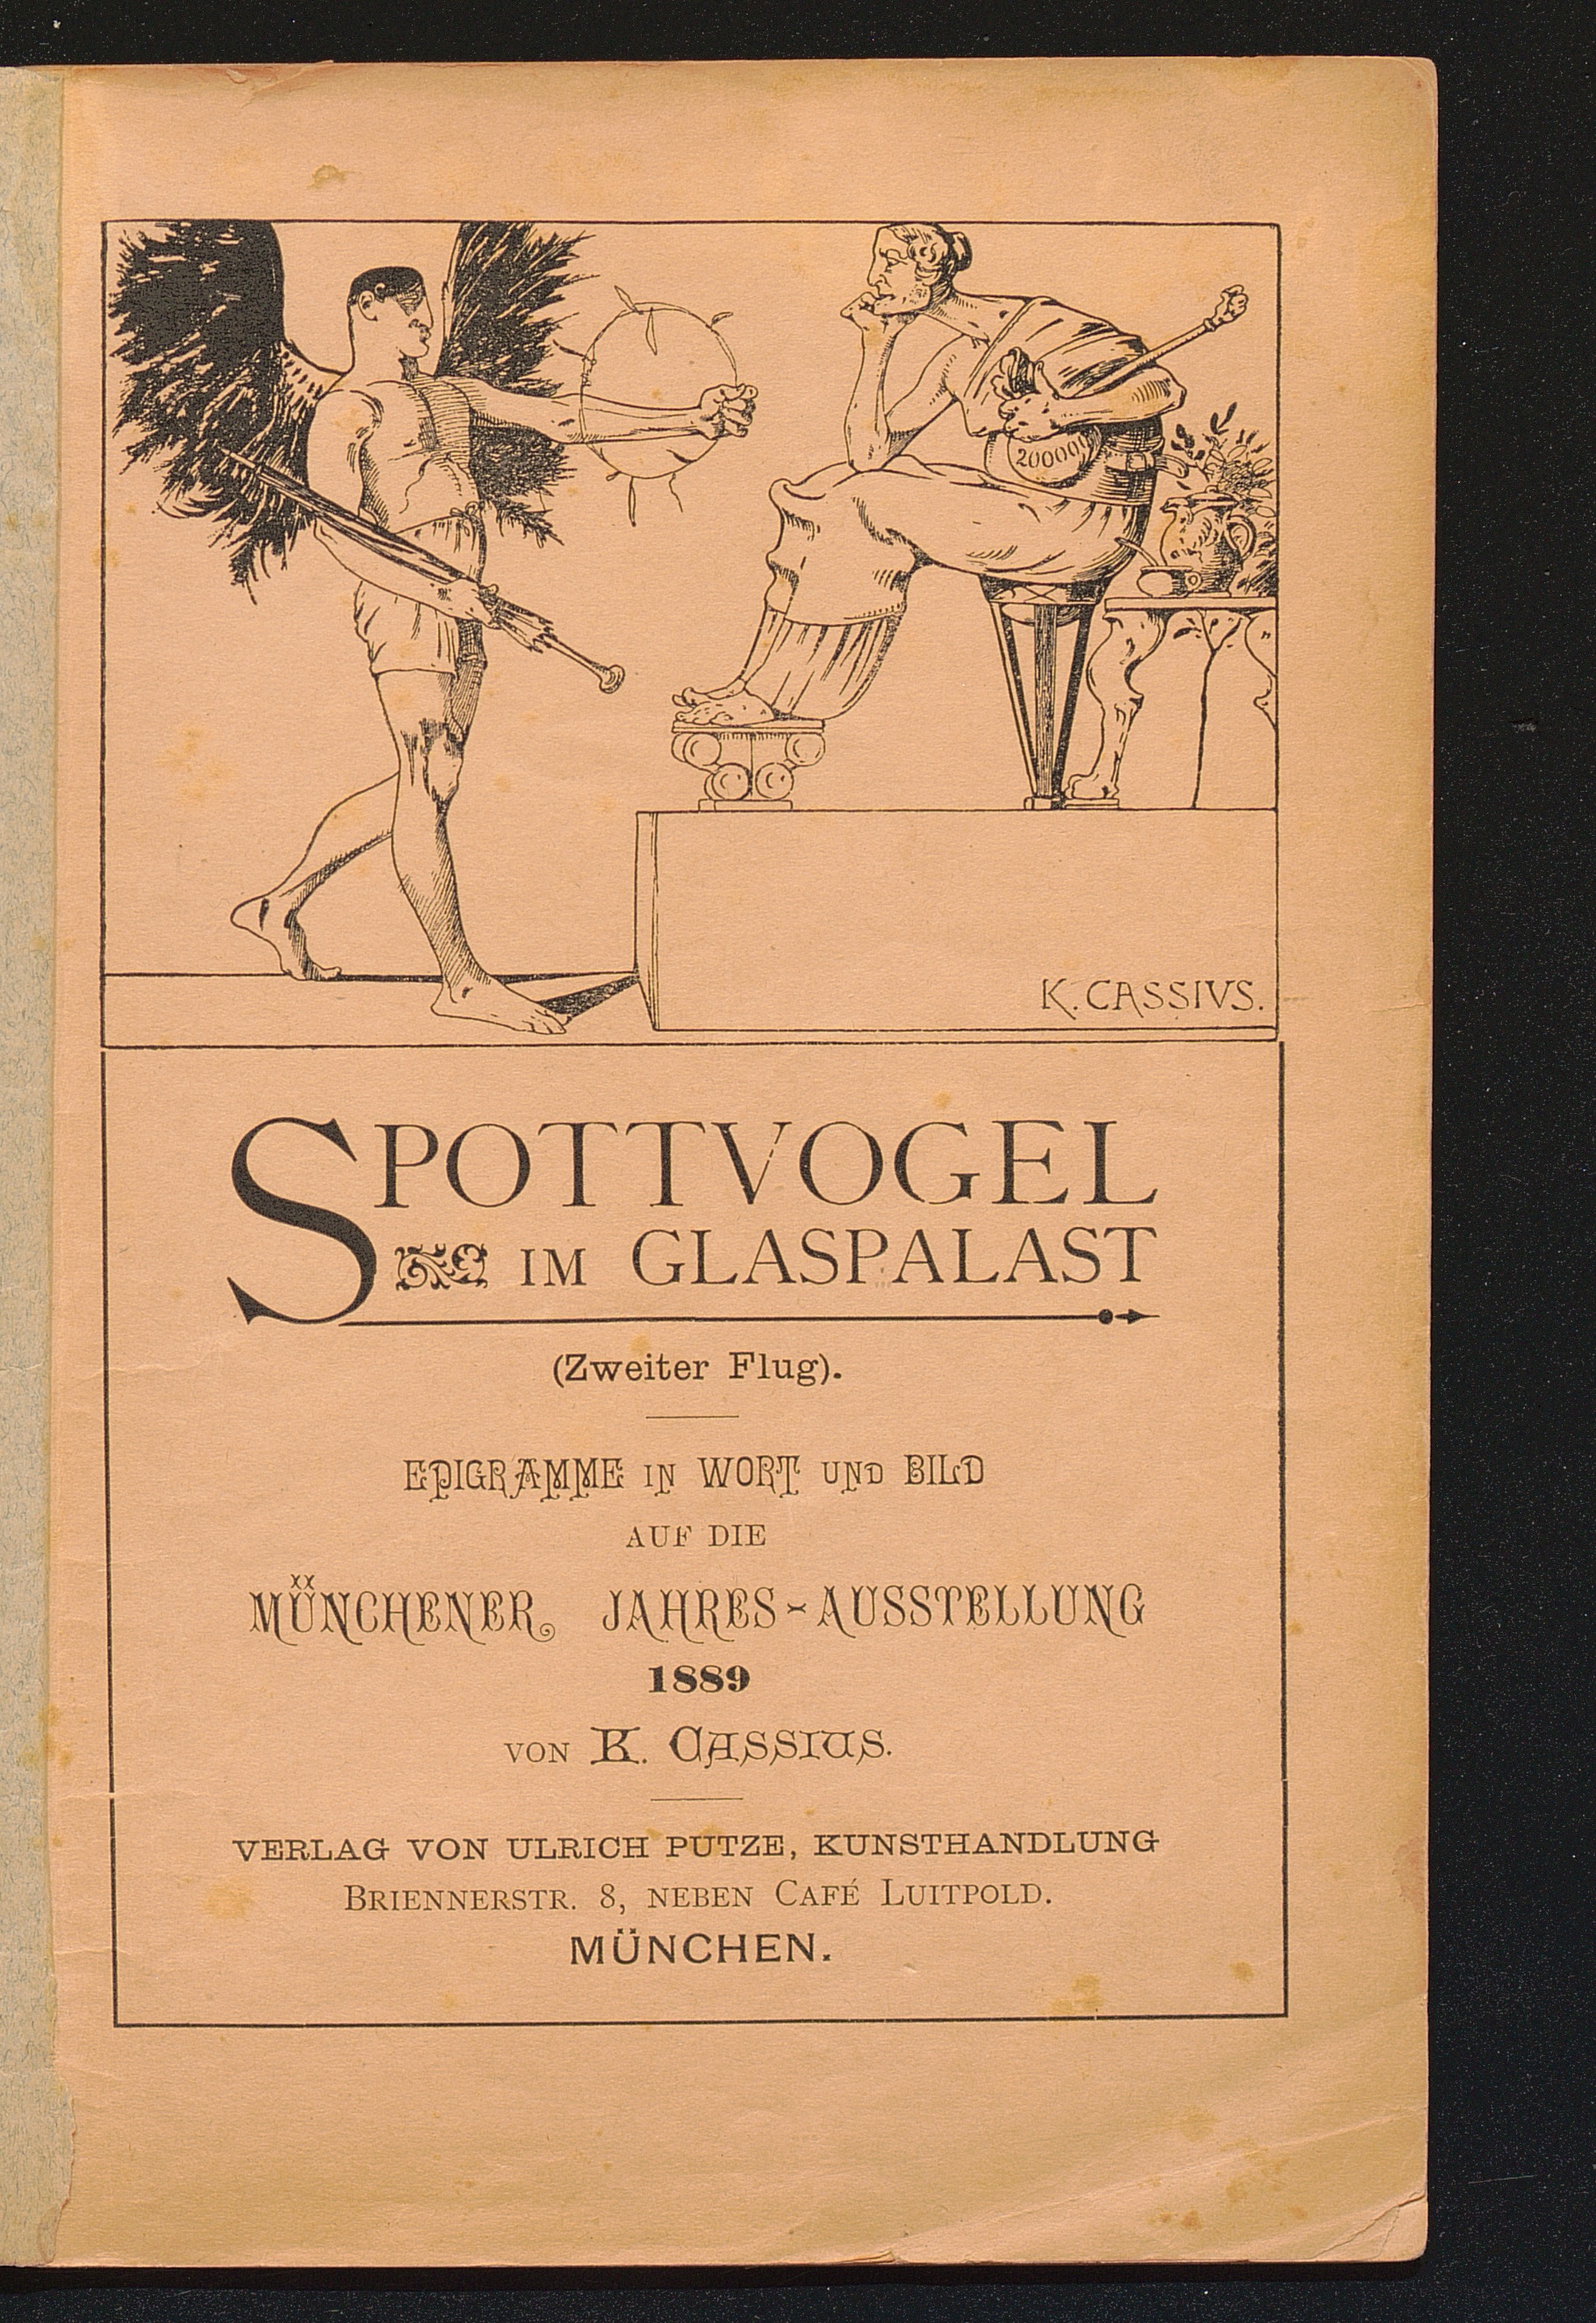 20000
K. CASSIVS.
SPOTTVOGEL
IM GLASPALAST
(Zweiter Flug).
EPIGRAMME IN WORT UND BILD
AUF DIE
MÜNCHENER JAHRES-AUSSTELLUNG
1889
VON K. CASSIUS.
VERLAG VON ULRICH PUTZE, KUNSTHANDLUNG
BRIENNERSTR. 8, NEBEN CAFÉ LUITPOLD.
MÜNCHEN.